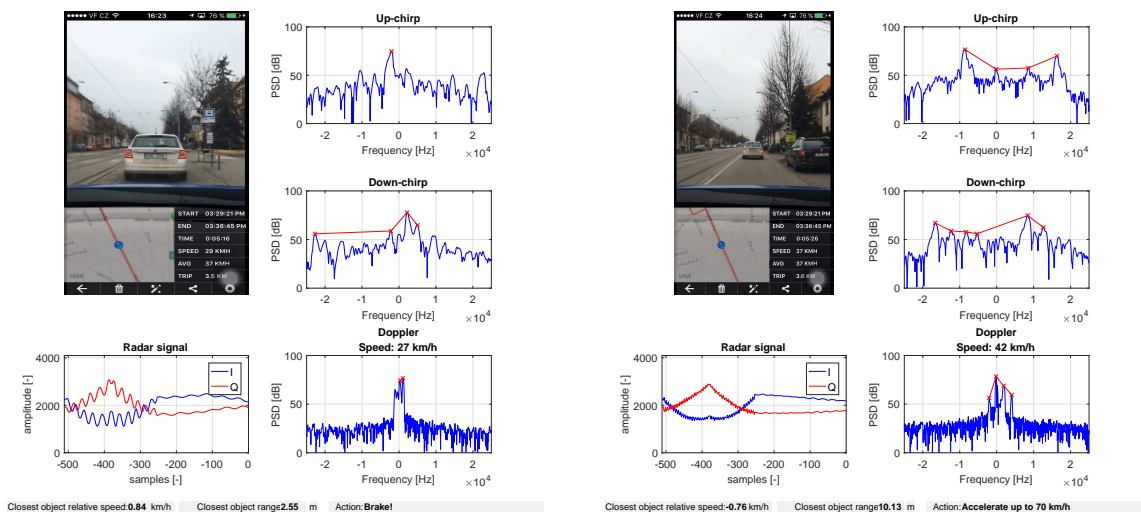 ●●●●● VF CZ 16:23 76 %
START 03:29:21 PM
END 03:36:45 PM
TIME 0:05:16
SPEED 29 KMH
AVG 37 KMH
TRIP 3.5 KM
Legal
Up-chirp
100
50
0
PSD [dB]
-2 -1 0 1 2
Frequency [Hz] ×10⁴
Down-chirp
100
50
0
PSD [dB]
-2 -1 0 1 2
Frequency [Hz] ×10⁴
Radar signal
4000
2000
0
amplitude [-]
I
Q
-500 -400 -300 -200 -100 0
samples [-]
Doppler
Speed: 27 km/h
100
50
0
PSD [dB]
-2 -1 0 1 2
Frequency [Hz] ×10⁴
Closest object relative speed:0.84 km/h Closest object range2.55 m Action:Brake!
●●●●● VF CZ 16:24 76 %
START 03:29:21 PM
END 03:36:45 PM
TIME 0:05:26
SPEED 37 KMH
AVG 37 KMH
TRIP 3.6 KM
Legal
Up-chirp
100
50
0
PSD [dB]
-2 -1 0 1 2
Frequency [Hz] ×10⁴
Down-chirp
100
50
0
PSD [dB]
-2 -1 0 1 2
Frequency [Hz] ×10⁴
Radar signal
4000
2000
0
amplitude [-]
I
Q
-500 -400 -300 -200 -100 0
samples [-]
Doppler
Speed: 42 km/h
100
50
0
PSD [dB]
-2 -1 0 1 2
Frequency [Hz] ×10⁴
Closest object relative speed:-0.76 km/h Closest object range10.13 m Action:Accelerate up to 70 km/h